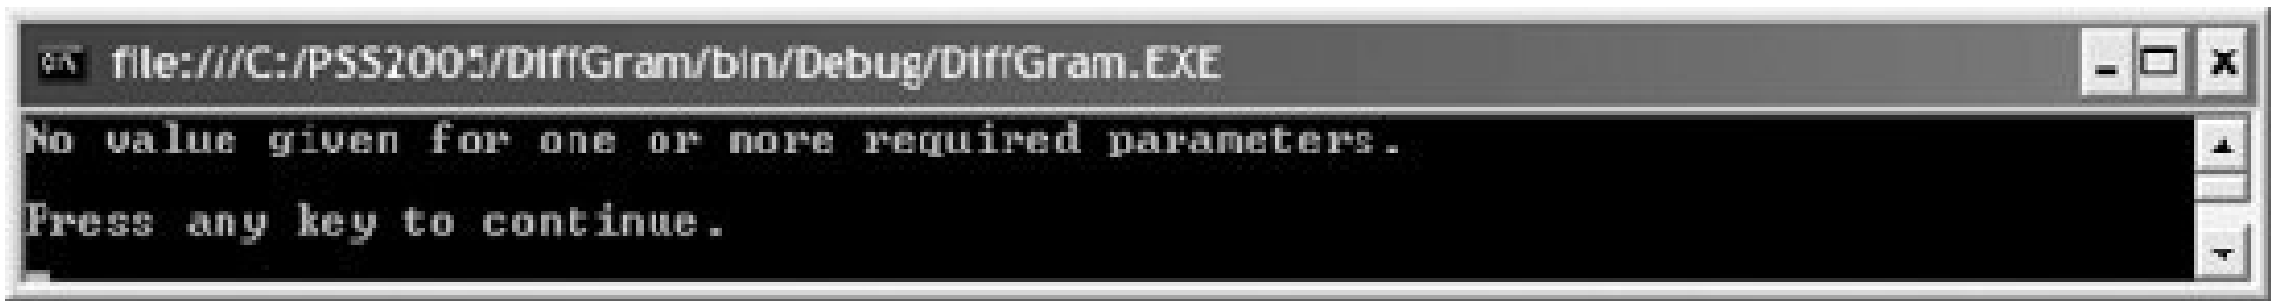 file:///C:/PSS2005/DiffGram/bin/Debug/DiffGram.EXE
No value given for one or more required parameters.
Press any key to continue.